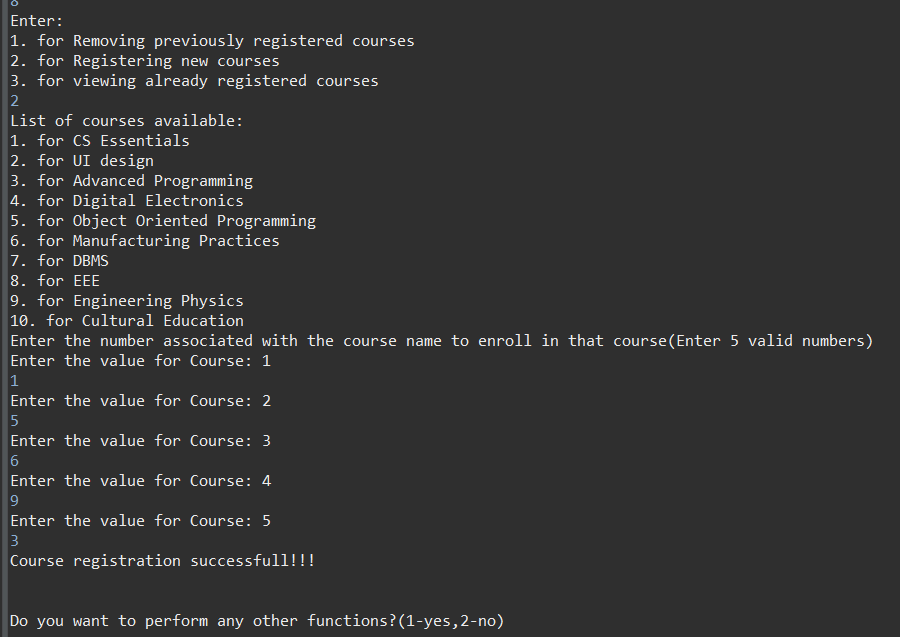 8
Enter:
1. for Removing previously registered courses
2. for Registering new courses
3. for viewing already registered courses
2
List of courses available:
1. for CS Essentials
2. for UI design
3. for Advanced Programming
4. for Digital Electronics
5. for Object Oriented Programming
6. for Manufacturing Practices
7. for DBMS
8. for EEE
9. for Engineering Physics
10. for Cultural Education
Enter the number associated with the course name to enroll in that course(Enter 5 valid numbers)
Enter the value for Course: 1
1
Enter the value for Course: 2
5
Enter the value for Course: 3
6
Enter the value for Course: 4
9
Enter the value for Course: 5
3
Course registration successfull!!!
Do you want to perform any other functions?(1-yes,2-no)